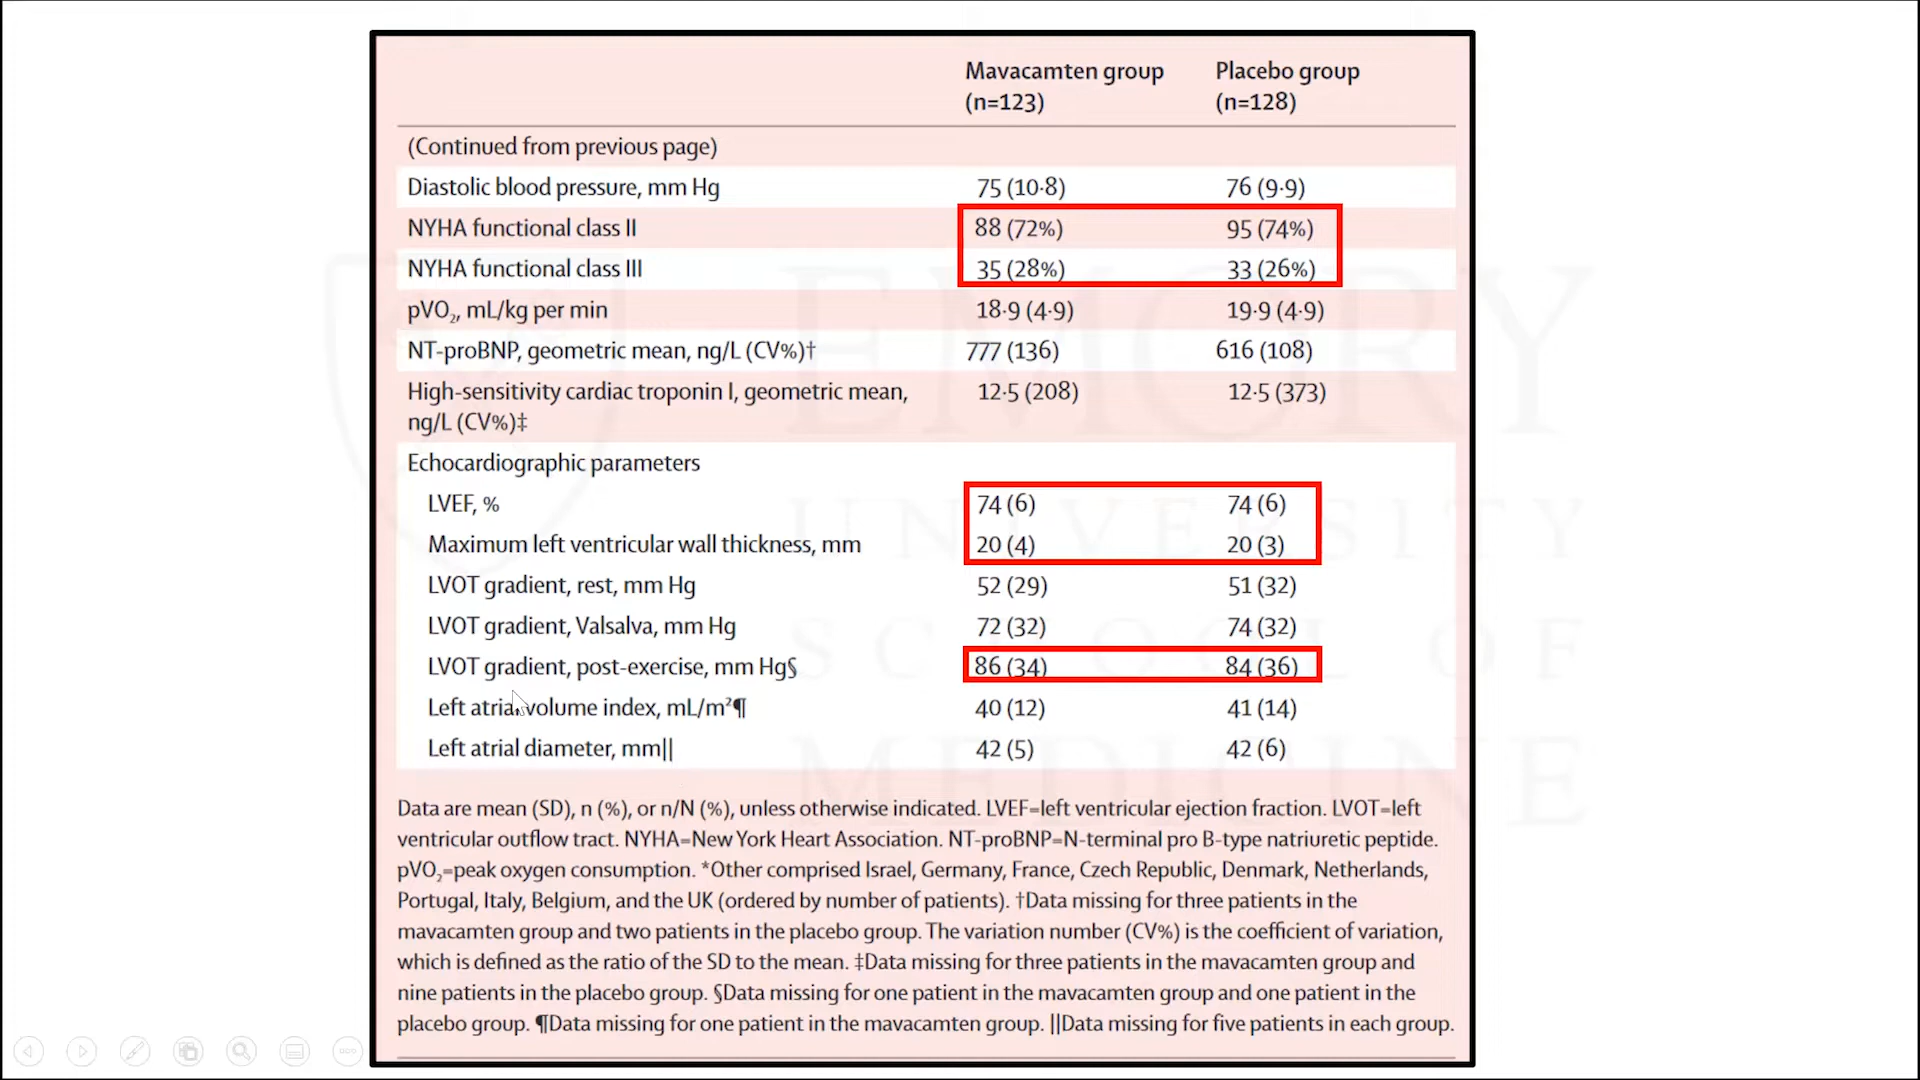 Mavacamten group Placebo group
(n=123) (n=128)
(Continued from previous page)
Diastolic blood pressure, mm Hg 75 (10·8) 76 (9·9)
NYHA functional class II 88 (72%) 95 (74%)
NYHA functional class III 35 (28%) 33 (26%)
pVO₂, mL/kg per min 18·9 (4·9) 19·9 (4·9)
NT-proBNP, geometric mean, ng/L (CV%)† 777 (136) 616 (108)
High-sensitivity cardiac troponin I, geometric mean, 12·5 (208) 12·5 (373)
ng/L (CV%)‡
Echocardiographic parameters
LVEF, % 74 (6) 74 (6)
Maximum left ventricular wall thickness, mm 20 (4) 20 (3)
LVOT gradient, rest, mm Hg 52 (29) 51 (32)
LVOT gradient, Valsalva, mm Hg 72 (32) 74 (32)
LVOT gradient, post-exercise, mm Hg§ 86 (34) 84 (36)
Left atrial volume index, mL/m²¶ 40 (12) 41 (14)
Left atrial diameter, mm|| 42 (5) 42 (6)
Data are mean (SD), n (%), or n/N (%), unless otherwise indicated. LVEF=left ventricular ejection fraction. LVOT=left
ventricular outflow tract. NYHA=New York Heart Association. NT-proBNP=N-terminal pro B-type natriuretic peptide.
pVO₂=peak oxygen consumption. *Other comprised Israel, Germany, France, Czech Republic, Denmark, Netherlands,
Portugal, Italy, Belgium, and the UK (ordered by number of patients). †Data missing for three patients in the
mavacamten group and two patients in the placebo group. The variation number (CV%) is the coefficient of variation,
which is defined as the ratio of the SD to the mean. ‡Data missing for three patients in the mavacamten group and
nine patients in the placebo group. §Data missing for one patient in the mavacamten group and one patient in the
placebo group. ¶Data missing for one patient in the mavacamten group. ||Data missing for five patients in each group.
EMORY
UNIVERSITY
SCHOOL OF
MEDICINE